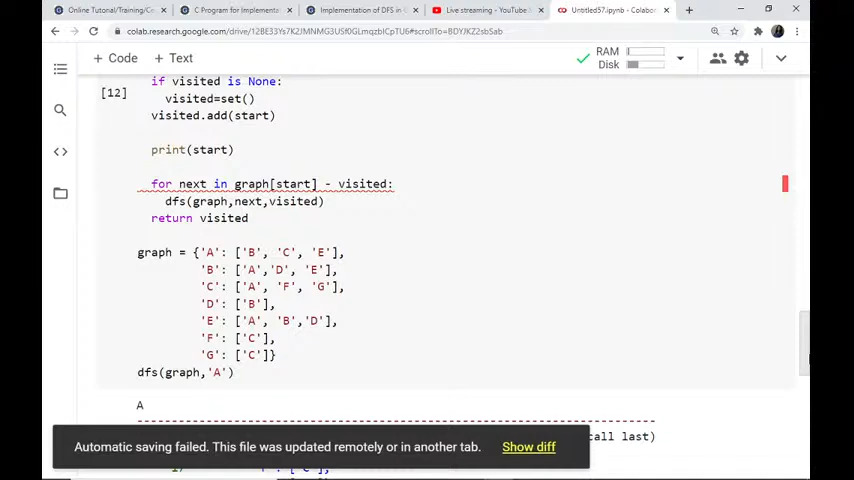 Online Tutorial/Training/Ce
C Program for Implementa
Implementation of DFS in C
Live streaming - YouTube
Untitled57.ipynb - Colabor
colab.research.google.com/drive/
+ Code + Text
RAM
Disk
[12]
if visited is None:
visited=set()
visited.add(start)
print(start)
for next in graph[start] - visited:
dfs(graph,next,visited)
return visited
graph = {'A': ['B', 'C', 'E'],
'B': ['A','D', 'E'],
'C': ['A', 'F', 'G'],
'D': ['B'],
'E': ['A', 'B','D'],
'F': ['C'],
'G': ['C']}
dfs(graph,'A')
A
call last)
Automatic saving failed. This file was updated remotely or in another tab. Show diff